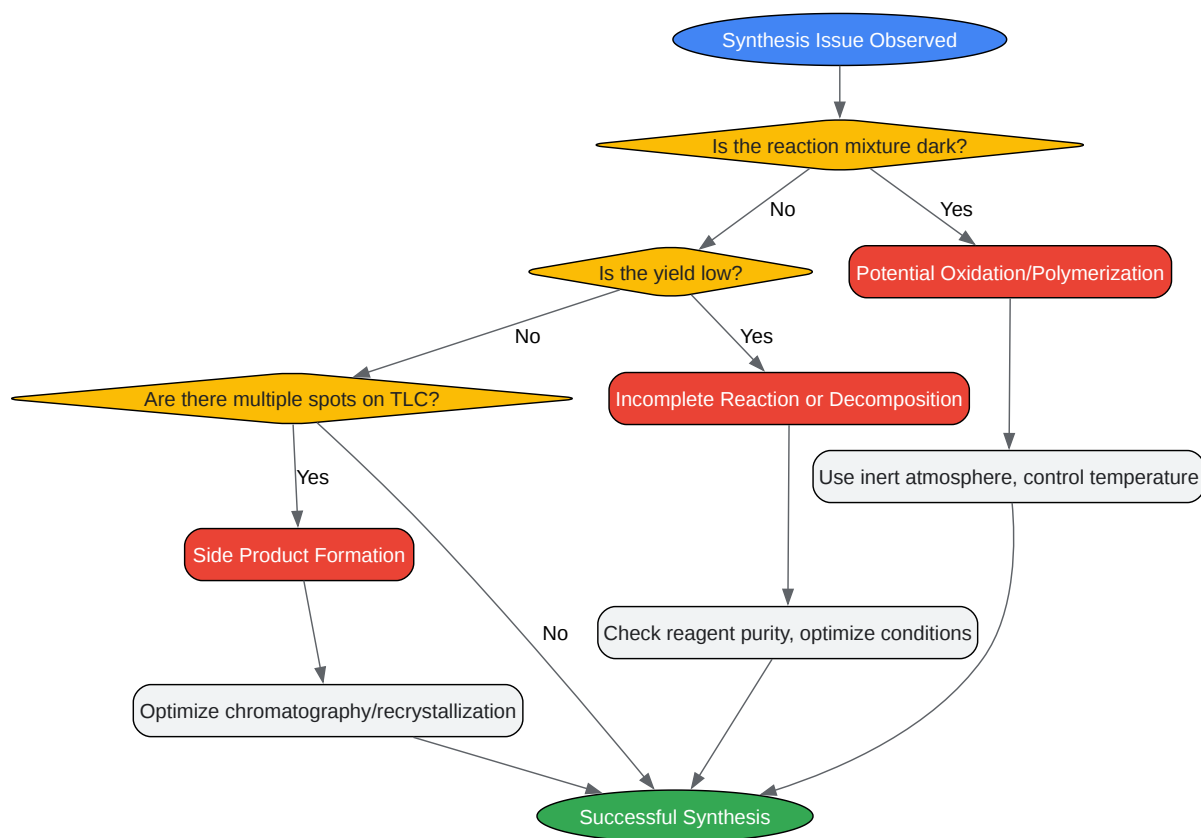 Synthesis Issue Observed
Is the reaction mixture dark?
No
Yes
Is the yield low?
Potential Oxidation/Polymerization
No
Yes
Are there multiple spots on TLC?
Incomplete Reaction or Decomposition
Yes
Use inert atmosphere, control temperature
Side Product Formation
No
Check reagent purity, optimize conditions
Optimize chromatography/recrystallization
Successful Synthesis